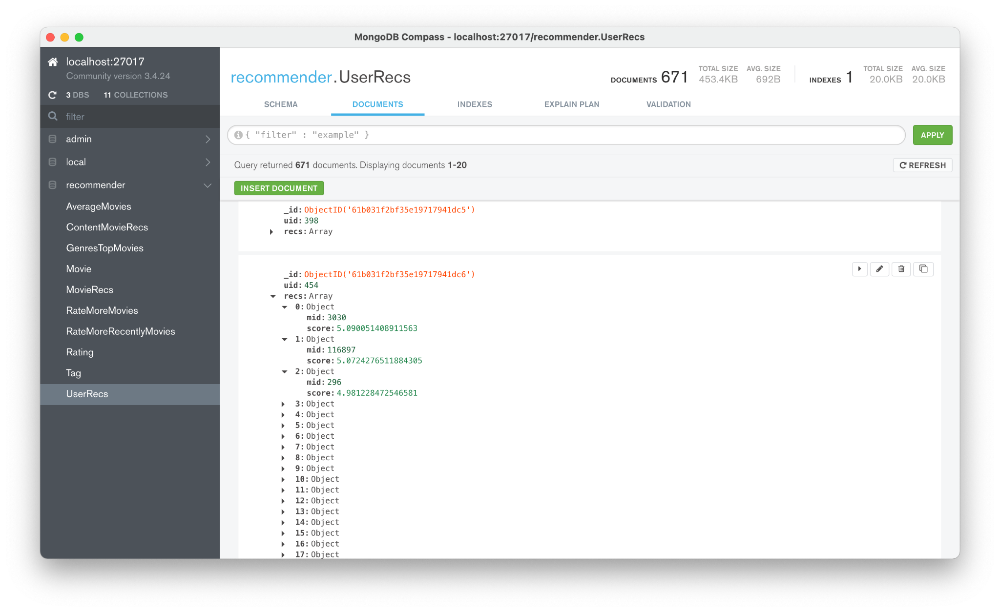 MongoDB Compass - localhost:27017/recommender.UserRecs
localhost:27017
Community version 3.4.24
3 DBS 11 COLLECTIONS
filter
admin
local
recommender
AverageMovies
ContentMovieRecs
GenresTopMovies
Movie
MovieRecs
RateMoreMovies
RateMoreRecentlyMovies
Rating
Tag
UserRecs
recommender.UserRecs
DOCUMENTS 671
TOTAL SIZE AVG. SIZE
453.4KB 692B
INDEXES 1
TOTAL SIZE AVG. SIZE
20.0KB 20.0KB
SCHEMA DOCUMENTS INDEXES EXPLAIN PLAN VALIDATION
{ "filter" : "example" }
APPLY
Query returned 671 documents. Displaying documents 1-20
REFRESH
INSERT DOCUMENT
_id: ObjectID('61b031f2bf35e19717941dc5')
uid: 398
recs: Array
_id: ObjectID('61b031f2bf35e19717941dc6')
uid: 454
recs: Array
0: Object
mid: 3030
score: 5.090051408911563
1: Object
mid: 116897
score: 5.0724276511884305
2: Object
mid: 296
score: 4.981228472546581
3: Object
4: Object
5: Object
6: Object
7: Object
8: Object
9: Object
10: Object
11: Object
12: Object
13: Object
14: Object
15: Object
16: Object
17: Object